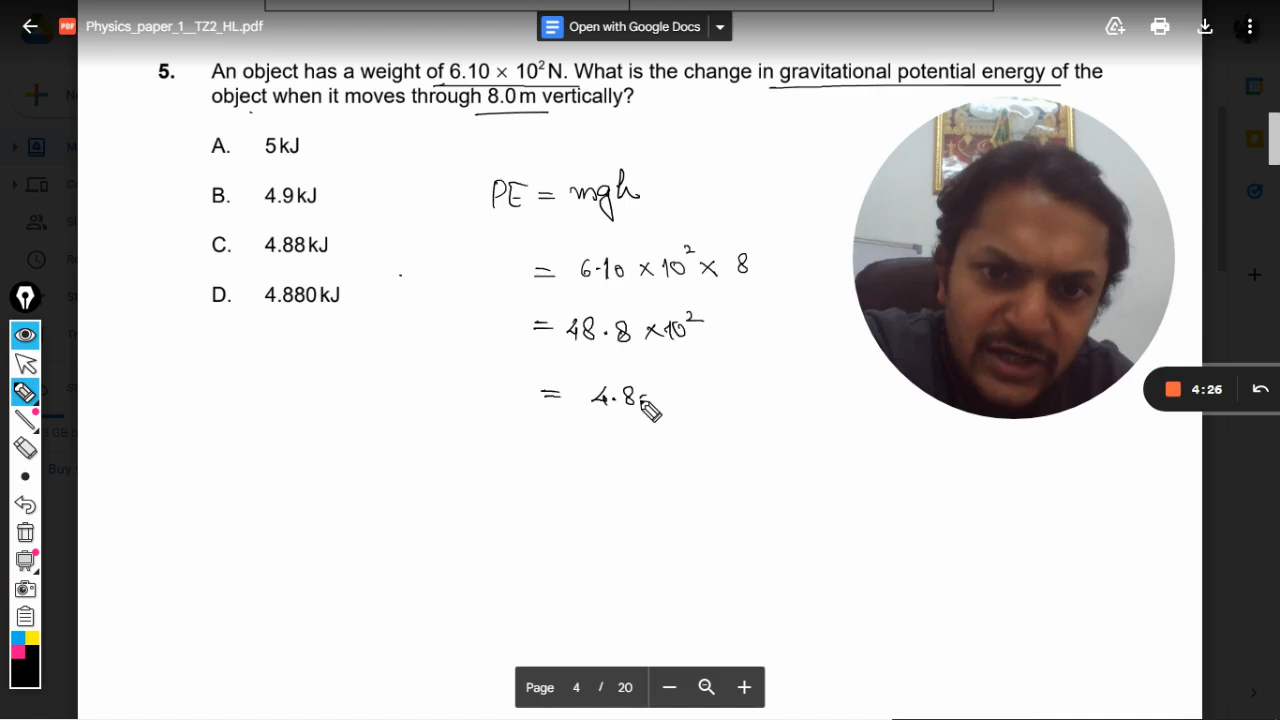 Physics_paper_1__TZ2_HL.pdf
Open with Google Docs
5. An object has a weight of 6.10 × 10² N. What is the change in gravitational potential energy of the
object when it moves through 8.0 m vertically?
A. 5 kJ
B. 4.9 kJ
C. 4.88 kJ
D. 4.880 kJ
PE = mgh
= 6.10 × 10² × 8
= 48.8 × 10²
= 4.8
4:26
Page 4 / 20